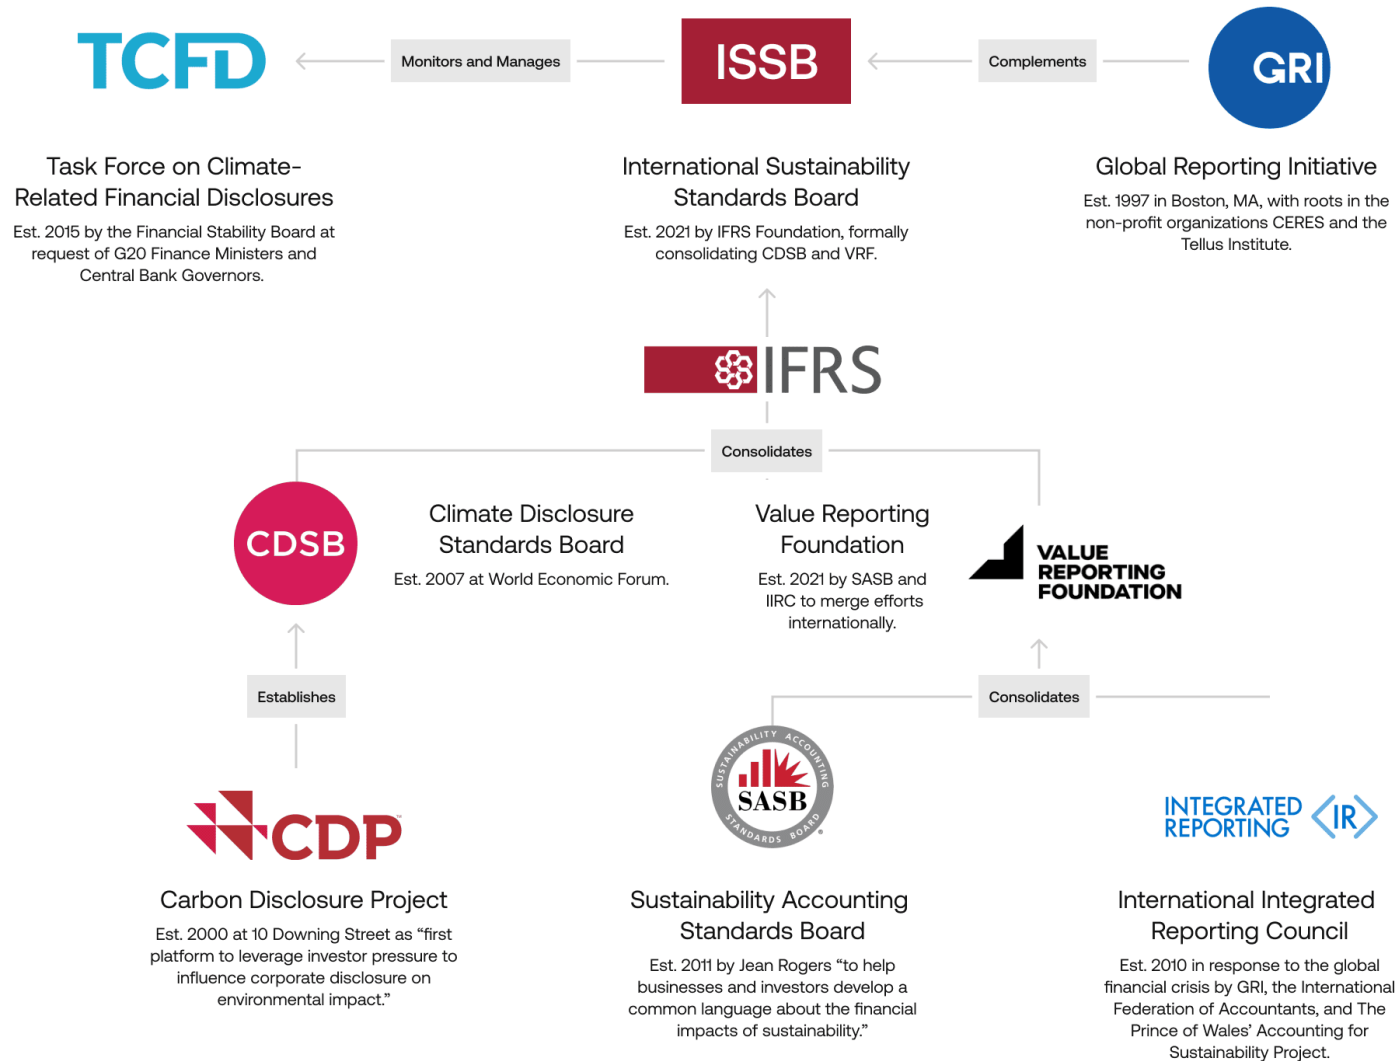 TCFD
Monitors and Manages
ISSB
Complements
GRI
Task Force on Climate-
Related Financial Disclosures
Est. 2015 by the Financial Stability Board at
request of G20 Finance Ministers and
Central Bank Governors.
International Sustainability
Standards Board
Est. 2021 by IFRS Foundation, formally
consolidating CDSB and VRF.
Global Reporting Initiative
Est. 1997 in Boston, MA, with roots in the
non-profit organizations CERES and the
Tellus Institute.
IFRS
Consolidates
CDSB
Climate Disclosure
Standards Board
Est. 2007 at World Economic Forum.
Value Reporting
Foundation
Est. 2021 by SASB and
IIRC to merge efforts
internationally.
VALUE
REPORTING
FOUNDATION
Establishes
Consolidates
CDP™
Carbon Disclosure Project
Est. 2000 at 10 Downing Street as “first
platform to leverage investor pressure to
influence corporate disclosure on
environmental impact.”
SUSTAINABILITY ACCOUNTING
SASB
STANDARDS BOARD
®
Sustainability Accounting
Standards Board
Est. 2011 by Jean Rogers “to help
businesses and investors develop a
common language about the financial
impacts of sustainability.”
INTEGRATED
REPORTING
<IR>
International Integrated
Reporting Council
Est. 2010 in response to the global
financial crisis by GRI, the International
Federation of Accountants, and The
Prince of Wales’ Accounting for
Sustainability Project.